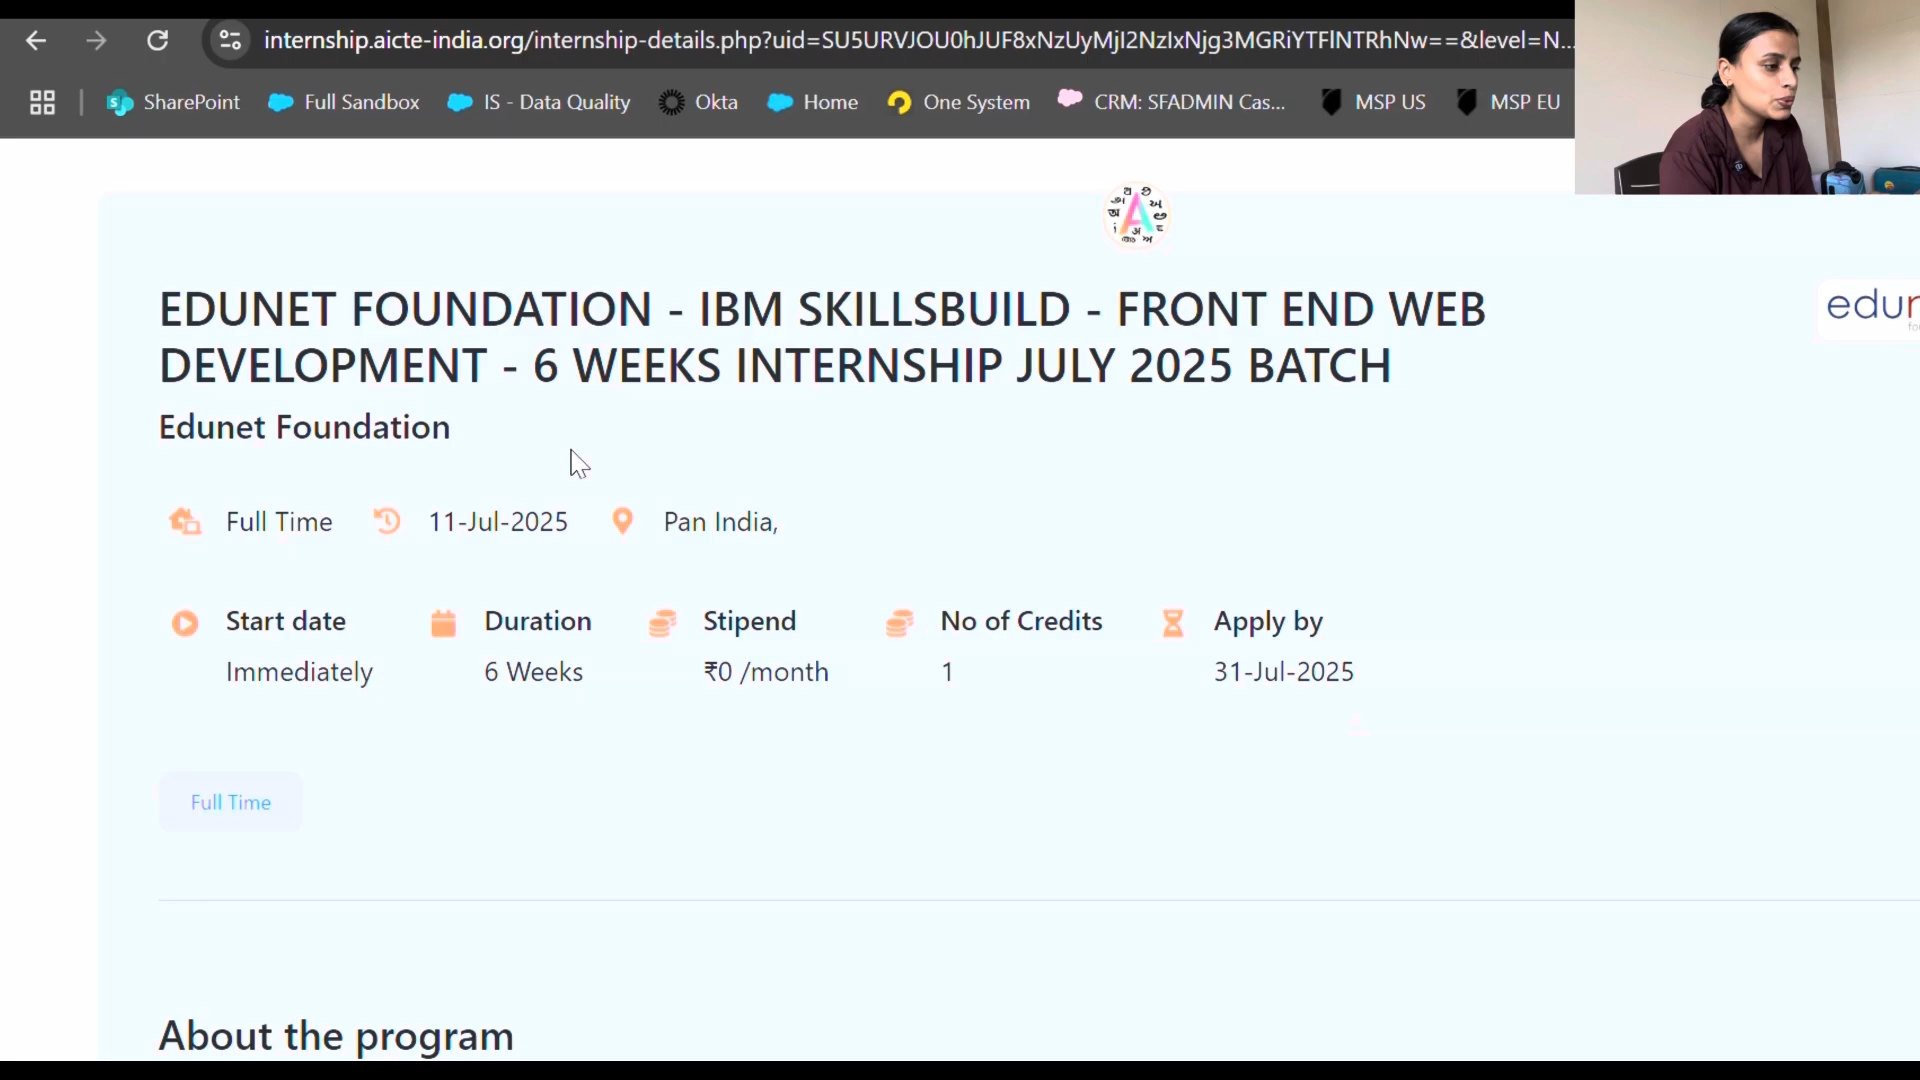 internship.aicte-india.org/internship-details.php?uid=SU5URVJOU0hJUF8xNzUyMjI2NzIxNjg3MGRiYTFlNTRhNw==&level=N...
SharePoint Full Sandbox IS - Data Quality Okta Home One System CRM: SFADMIN Cas... MSP US MSP EU
EDUNET FOUNDATION - IBM SKILLSBUILD - FRONT END WEB
DEVELOPMENT - 6 WEEKS INTERNSHIP JULY 2025 BATCH
edun
Edunet Foundation
Full Time 11-Jul-2025 Pan India,
Start date Duration Stipend No of Credits Apply by
Immediately 6 Weeks ₹0 /month 1 31-Jul-2025
Full Time
About the program